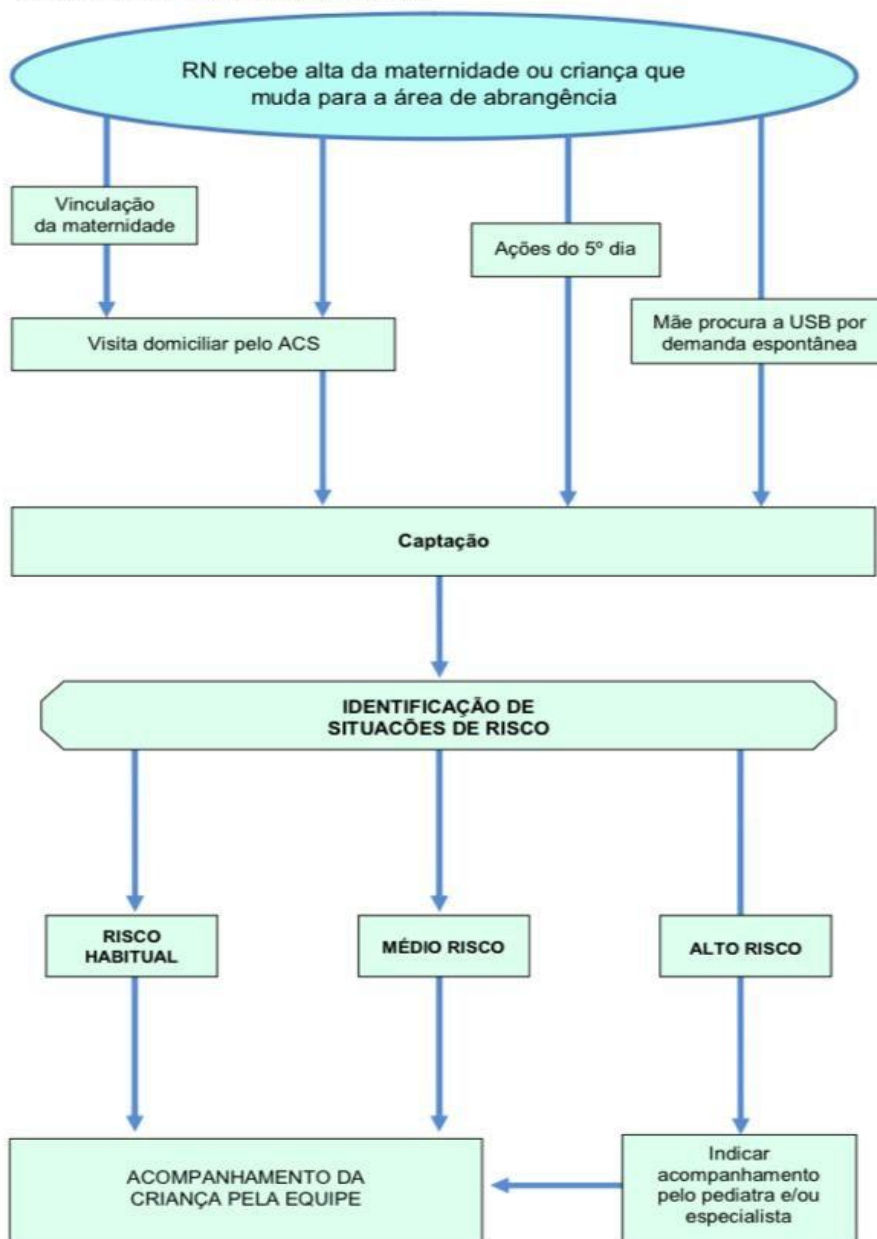 RN recebe alta da maternidade ou criança que
muda para a área de abrangência
Vinculação
da maternidade
Ações do 5º dia
Visita domiciliar pelo ACS
Mãe procura a USB por
demanda espontânea
Captação
IDENTIFICAÇÃO DE
SITUACÕES DE RISCO
RISCO
HABITUAL
MÉDIO RISCO
ALTO RISCO
ACOMPANHAMENTO DA
CRIANÇA PELA EQUIPE
Indicar
acompanhamento
pelo pediatra e/ou
especialista